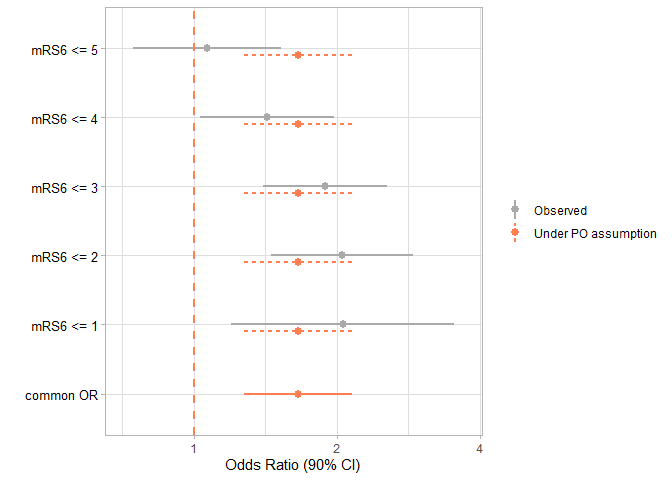 mRS6 <= 5
mRS6 <= 4
mRS6 <= 3
mRS6 <= 2
mRS6 <= 1
common OR
1 2 4
Odds Ratio (90% CI)
Observed
Under PO assumption